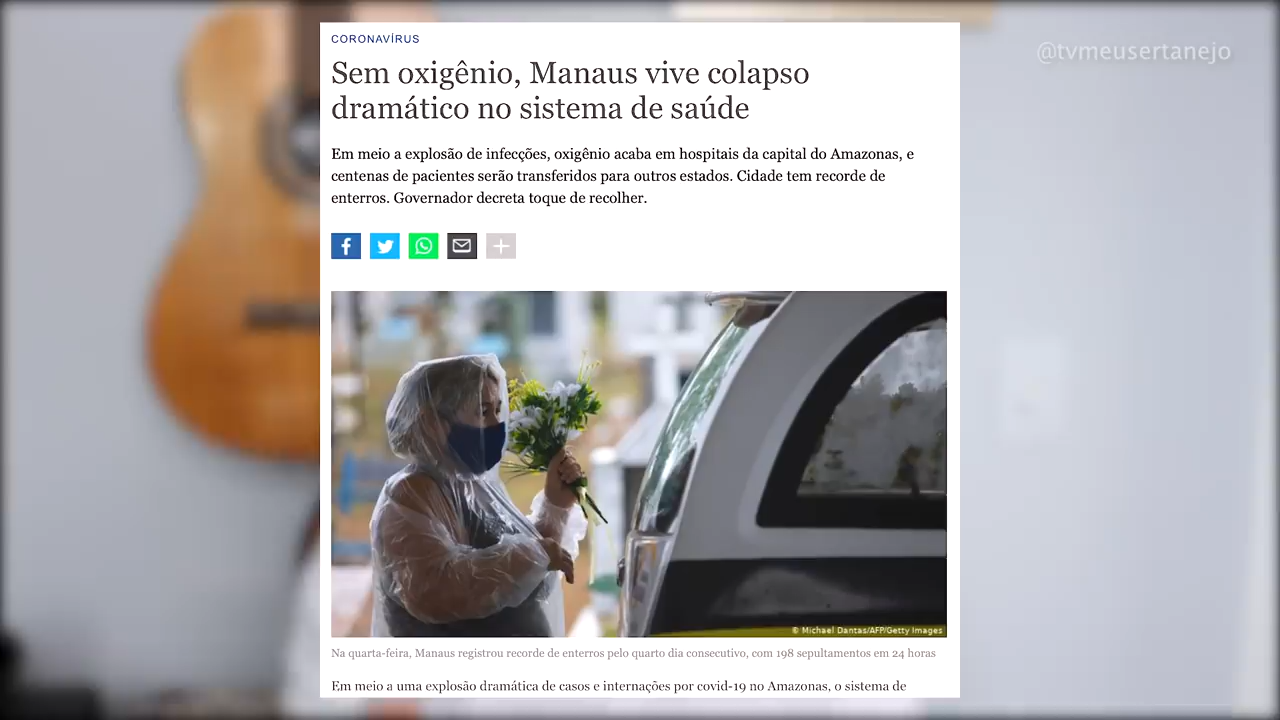 @tvmeusertanejo
CORONAVÍRUS
Sem oxigênio, Manaus vive colapso
dramático no sistema de saúde
Em meio a explosão de infecções, oxigênio acaba em hospitais da capital do Amazonas, e
centenas de pacientes serão transferidos para outros estados. Cidade tem recorde de
enterros. Governador decreta toque de recolher.
© Michael Dantas/AFP/Getty Images
Na quarta-feira, Manaus registrou recorde de enterros pelo quarto dia consecutivo, com 198 sepultamentos em 24 horas
Em meio a uma explosão dramática de casos e internações por covid-19 no Amazonas, o sistema de